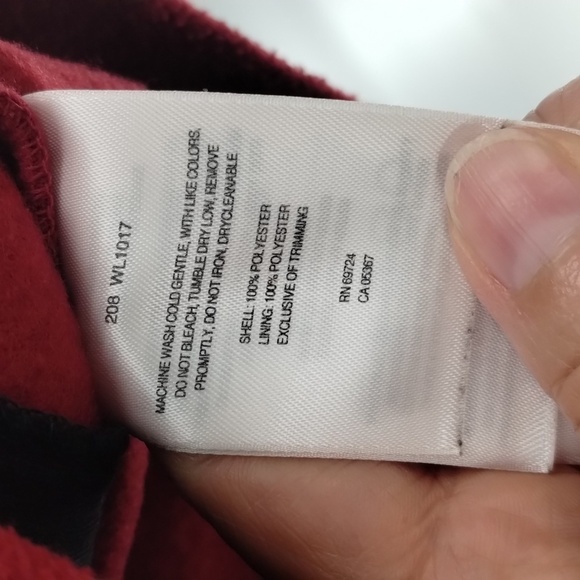 208 WL1017
MACHINE WASH COLD GENTLE, WITH LIKE COLORS,
DO NOT BLEACH, TUMBLE DRY LOW, REMOVE
PROMPTLY, DO NOT IRON, DRYCLEANABLE
SHELL: 100% POLYESTER
LINING: 100% POLYESTER
EXCLUSIVE OF TRIMMING
RN 69724
CA 05367